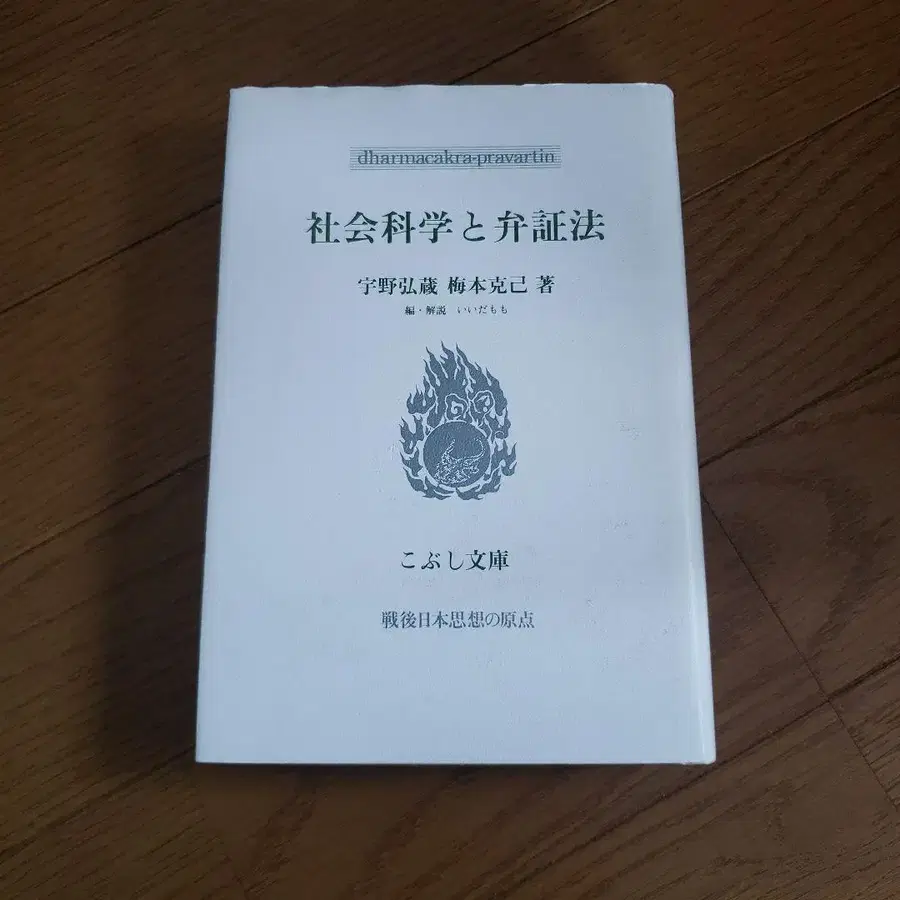 dharmacakra-pravartin
社会科学と弁証法
宇野弘蔵 梅本克己 著
編・解説 いいだもも
こぶし文庫
戦後日本思想の原点